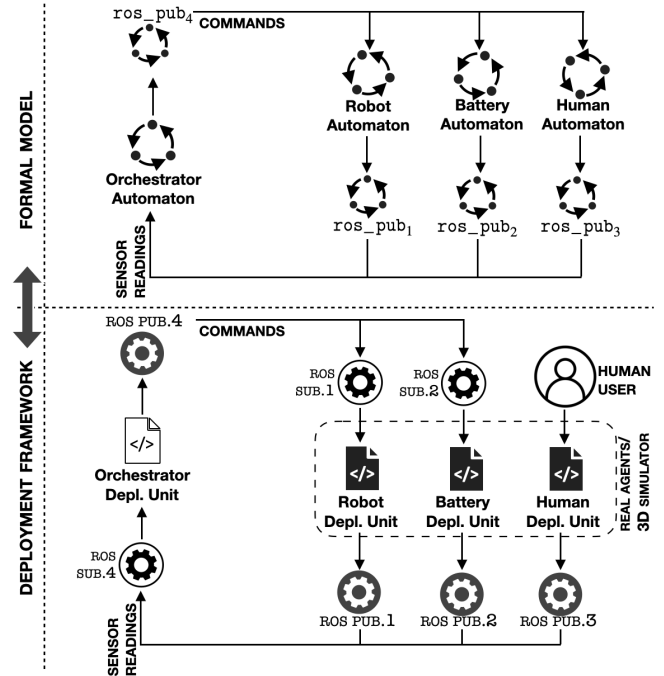 FORMAL MODEL
ros_pub4
COMMANDS
Robot
Automaton
Battery
Automaton
Human
Automaton
Orchestrator
Automaton
ros_pub1
ros_pub2
ros_pub3
SENSOR
READINGS
DEPLOYMENT FRAMEWORK
ROS PUB.4
COMMANDS
ROS
SUB.1
ROS
SUB.2
HUMAN
USER
</>
</>
</>
</>
Orchestrator
Depl. Unit
Robot
Depl. Unit
Battery
Depl. Unit
Human
Depl. Unit
REAL AGENTS/
3D SIMULATOR
ROS
SUB.4
ROS PUB.1
ROS PUB.2
ROS PUB.3
SENSOR
READINGS